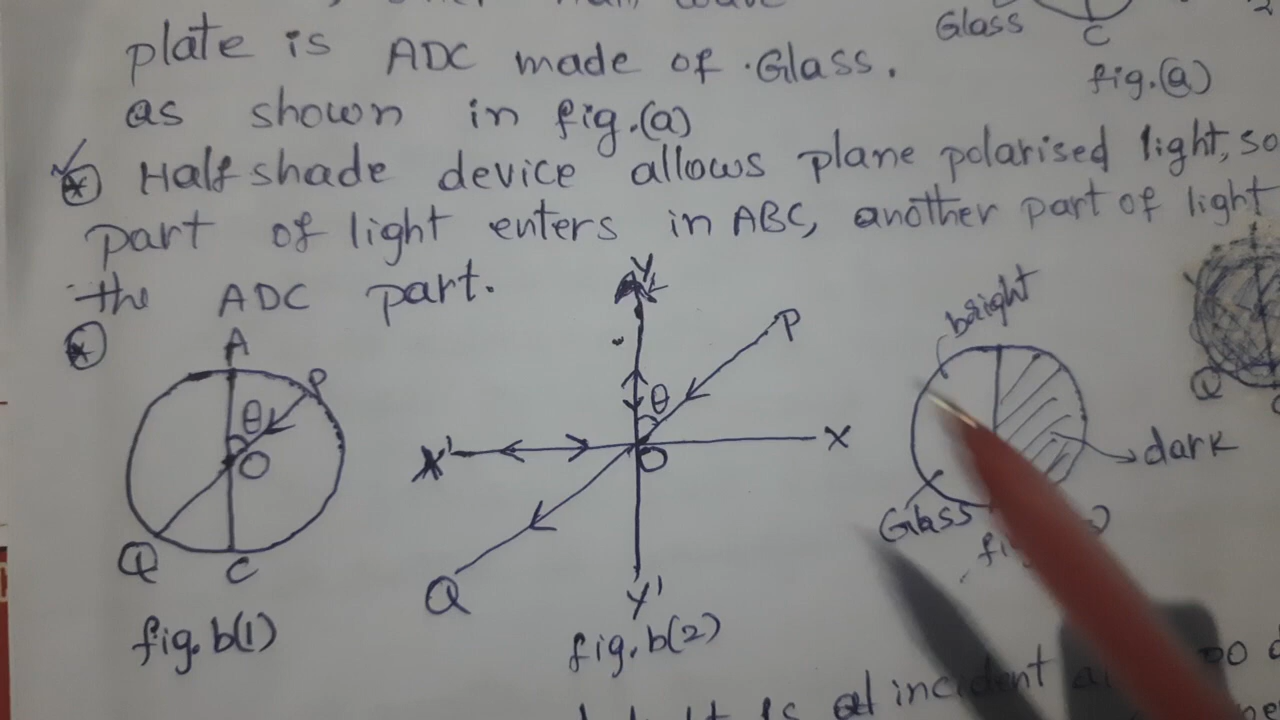 plate is ADC made of Glass.
Glass
C
fig.(a)
as shown in fig.(a)
Half shade device allows plane polarised light, so
part of light enters in ABC, another part of light
the ADC part.
A
P
θ
O
Q
C
fig. b(1)
Y
P
θ
X'
O
X
Q
Y'
fig. b(2)
bright
dark
Glass
Q
is at incident